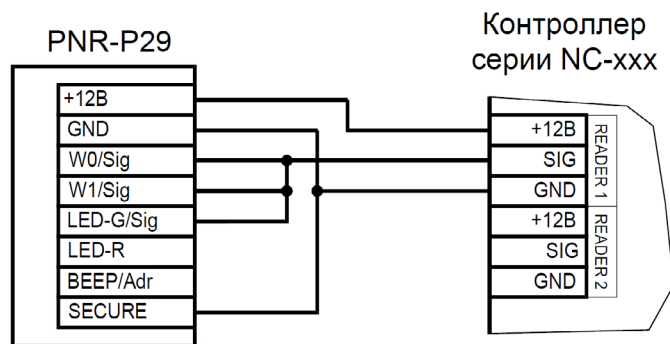 PNR-P29
Контроллер
серии NC-xxx
+12В
GND
W0/Sig
W1/Sig
LED-G/Sig
LED-R
BEEP/Adr
SECURE
+12В
SIG
GND
READER 1
+12В
SIG
GND
READER 2